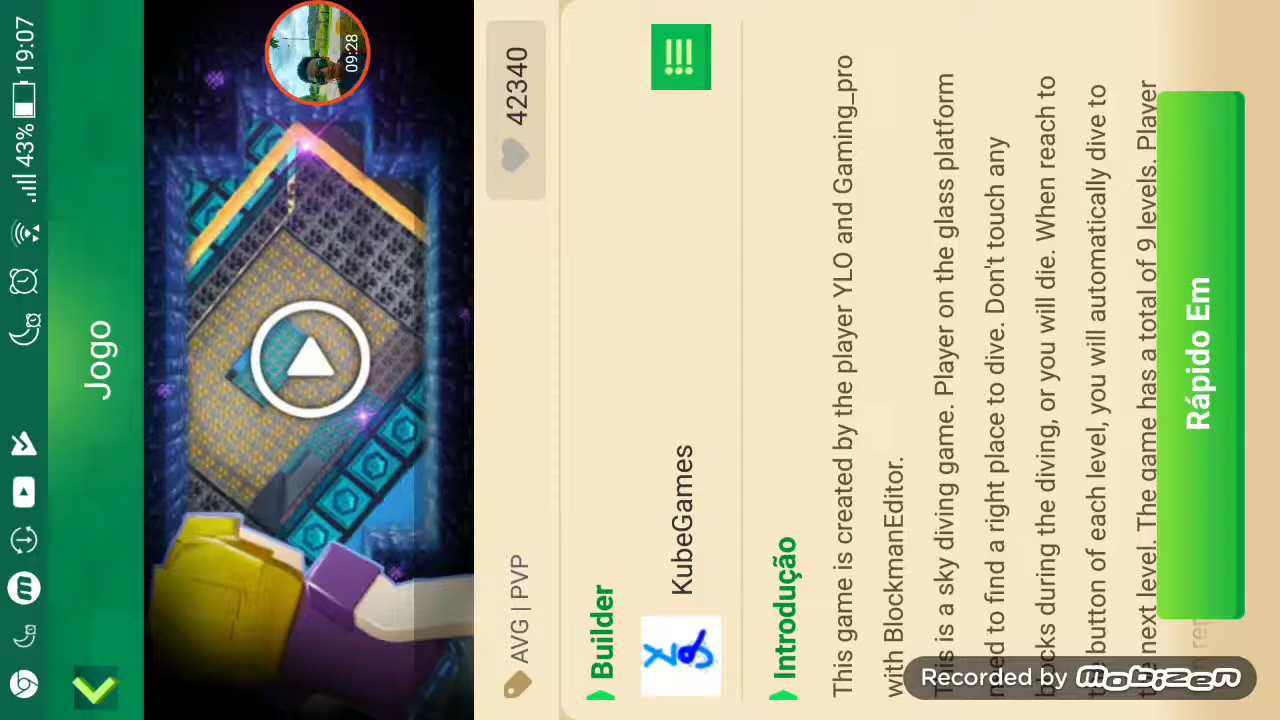 43% 19:07
Jogo
09:28
AVG | PVP
42340
Builder
KubeGames
Introdução
This game is created by the player YLO and Gaming_pro
with BlockmanEditor.
This is a sky diving game. Player on the glass platform
need to find a right place to dive. Don't touch any
blocks during the diving, or you will die. When reach to
the button of each level, you will automatically dive to
the next level. The game has a total of 9 levels. Player
Rápido Em
Recorded by mobizen